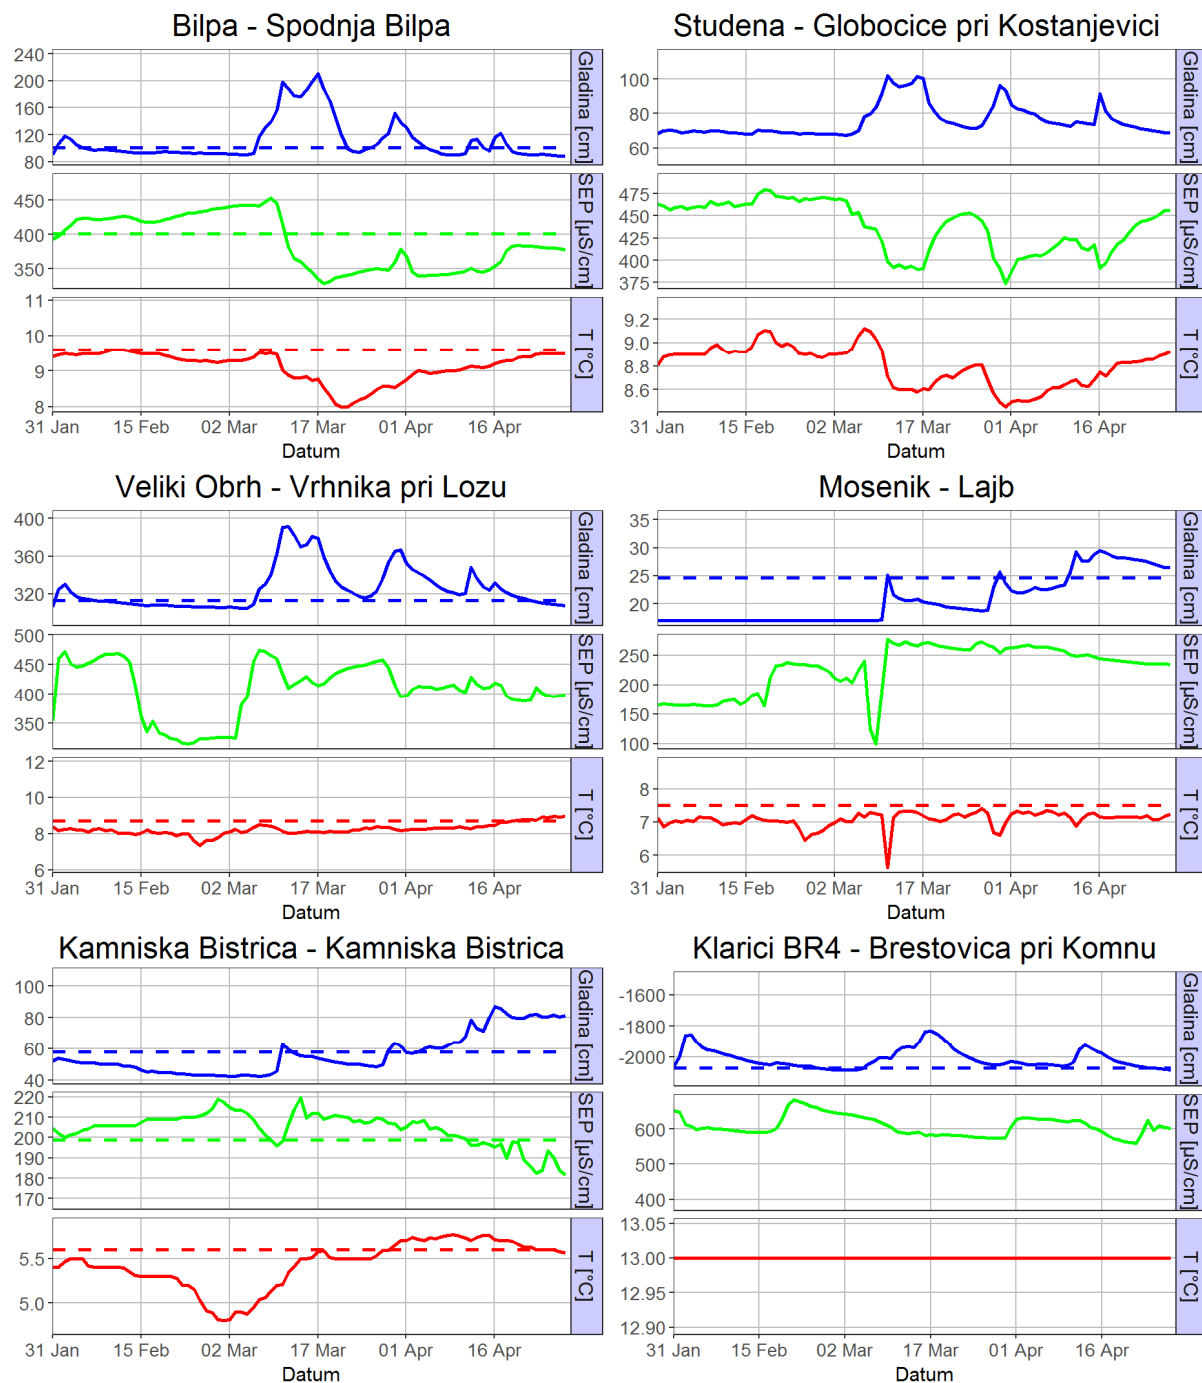 Bilpa - Spodnja Bilpa
240
200
160
120
80
Gladina [cm]
450
400
350
SEP [µS/cm]
11
10
9
8
T [°C]
31 Jan 15 Feb 02 Mar 17 Mar 01 Apr 16 Apr
Datum
Studena - Globocice pri Kostanjevici
100
80
60
Gladina [cm]
475
450
425
400
375
SEP [µS/cm]
9.2
9.0
8.8
8.6
T [°C]
31 Jan 15 Feb 02 Mar 17 Mar 01 Apr 16 Apr
Datum
Veliki Obrh - Vrhnika pri Lozu
400
360
320
Gladina [cm]
500
450
400
350
SEP [µS/cm]
12
10
8
6
T [°C]
31 Jan 15 Feb 02 Mar 17 Mar 01 Apr 16 Apr
Datum
Mosenik - Lajb
35
30
25
20
Gladina [cm]
250
200
150
100
SEP [µS/cm]
8
7
6
T [°C]
31 Jan 15 Feb 02 Mar 17 Mar 01 Apr 16 Apr
Datum
Kamniska Bistrica - Kamniska Bistrica
100
80
60
40
Gladina [cm]
220
210
200
190
180
170
SEP [µS/cm]
5.5
5.0
T [°C]
31 Jan 15 Feb 02 Mar 17 Mar 01 Apr 16 Apr
Datum
Klarici BR4 - Brestovica pri Komnu
-1600
-1800
-2000
Gladina [cm]
600
500
400
SEP [µS/cm]
13.05
13.00
12.95
12.90
T [°C]
31 Jan 15 Feb 02 Mar 17 Mar 01 Apr 16 Apr
Datum